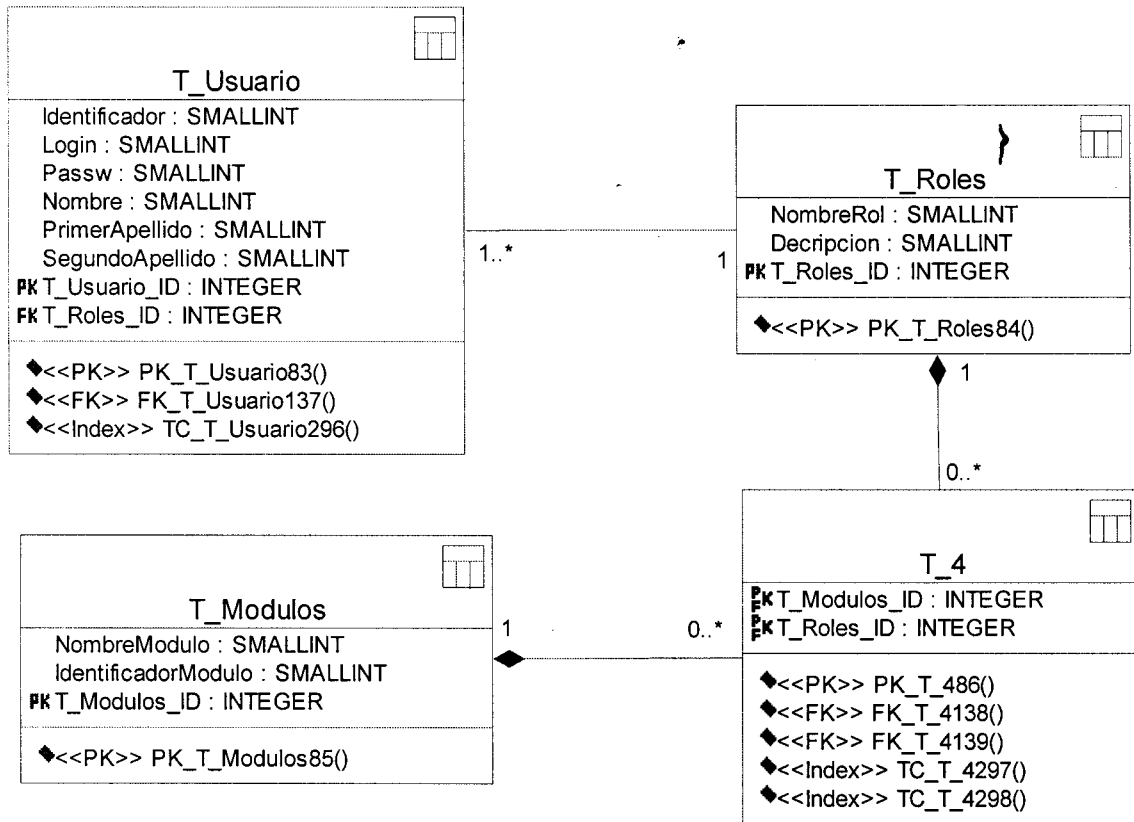 T_Usuario
Identificador : SMALLINT
Login : SMALLINT
Passw : SMALLINT
Nombre : SMALLINT
PrimerApellido : SMALLINT
SegundoApellido : SMALLINT
PK T_Usuario_ID : INTEGER
FK T_Roles_ID : INTEGER
<<PK>> PK_T_Usuario83()
<<FK>> FK_T_Usuario137()
<<Index>> TC_T_Usuario296()
1..*
1
T_Roles
NombreRol : SMALLINT
Decripcion : SMALLINT
PK T_Roles_ID : INTEGER
<<PK>> PK_T_Roles84()
1
0..*
T_Modulos
NombreModulo : SMALLINT
IdentificadorModulo : SMALLINT
PK T_Modulos_ID : INTEGER
<<PK>> PK_T_Modulos85()
1
0..*
T_4
PFK T_Modulos_ID : INTEGER
PFK T_Roles_ID : INTEGER
<<PK>> PK_T_486()
<<FK>> FK_T_4138()
<<FK>> FK_T_4139()
<<Index>> TC_T_4297()
<<Index>> TC_T_4298()